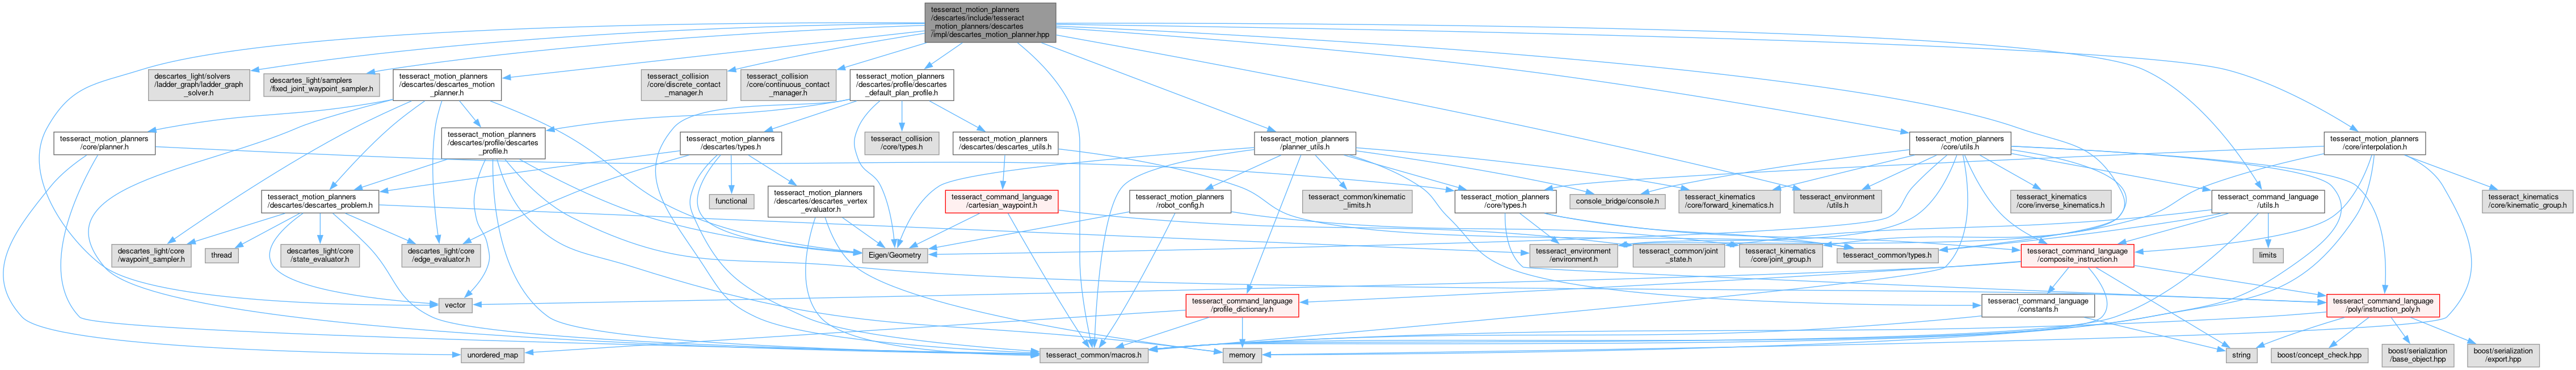 tesseract_motion_planners
/descartes/include/tesseract
_motion_planners/descartes
/impl/descartes_motion_planner.hpp
descartes_light/solvers
/ladder_graph/ladder_graph
_solver.h
descartes_light/samplers
/fixed_joint_waypoint_sampler.h
tesseract_motion_planners
/descartes/descartes_motion
_planner.h
tesseract_collision
/core/discrete_contact
_manager.h
tesseract_collision
/core/continuous_contact
_manager.h
tesseract_motion_planners
/descartes/profile/descartes
_default_plan_profile.h
tesseract_motion_planners
/core/planner.h
tesseract_motion_planners
/descartes/profile/descartes
_profile.h
tesseract_motion_planners
/descartes/types.h
tesseract_collision
/core/types.h
tesseract_motion_planners
/descartes/descartes_utils.h
tesseract_motion_planners
/planner_utils.h
tesseract_motion_planners
/core/utils.h
tesseract_motion_planners
/core/interpolation.h
tesseract_motion_planners
/descartes/descartes_problem.h
functional
tesseract_motion_planners
/descartes/descartes_vertex
_evaluator.h
tesseract_command_language
/cartesian_waypoint.h
tesseract_motion_planners
/robot_config.h
tesseract_common/kinematic
_limits.h
tesseract_motion_planners
/core/types.h
console_bridge/console.h
tesseract_kinematics
/core/forward_kinematics.h
tesseract_environment
/utils.h
tesseract_kinematics
/core/inverse_kinematics.h
tesseract_command_language
/utils.h
tesseract_kinematics
/core/kinematic_group.h
descartes_light/core
/waypoint_sampler.h
thread
descartes_light/core
/state_evaluator.h
descartes_light/core
/edge_evaluator.h
Eigen/Geometry
tesseract_environment
/environment.h
tesseract_common/joint
_state.h
tesseract_kinematics
/core/joint_group.h
tesseract_common/types.h
tesseract_command_language
/composite_instruction.h
limits
vector
tesseract_command_language
/profile_dictionary.h
tesseract_command_language
/constants.h
tesseract_command_language
/poly/instruction_poly.h
unordered_map
tesseract_common/macros.h
memory
string
boost/concept_check.hpp
boost/serialization
/base_object.hpp
boost/serialization
/export.hpp